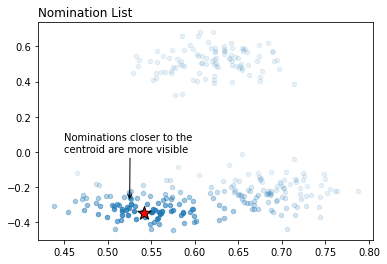 Nomination List
0.6
0.4
0.2
0.0
−0.2
−0.4
Nominations closer to the
centroid are more visible
0.45 0.50 0.55 0.60 0.65 0.70 0.75 0.80